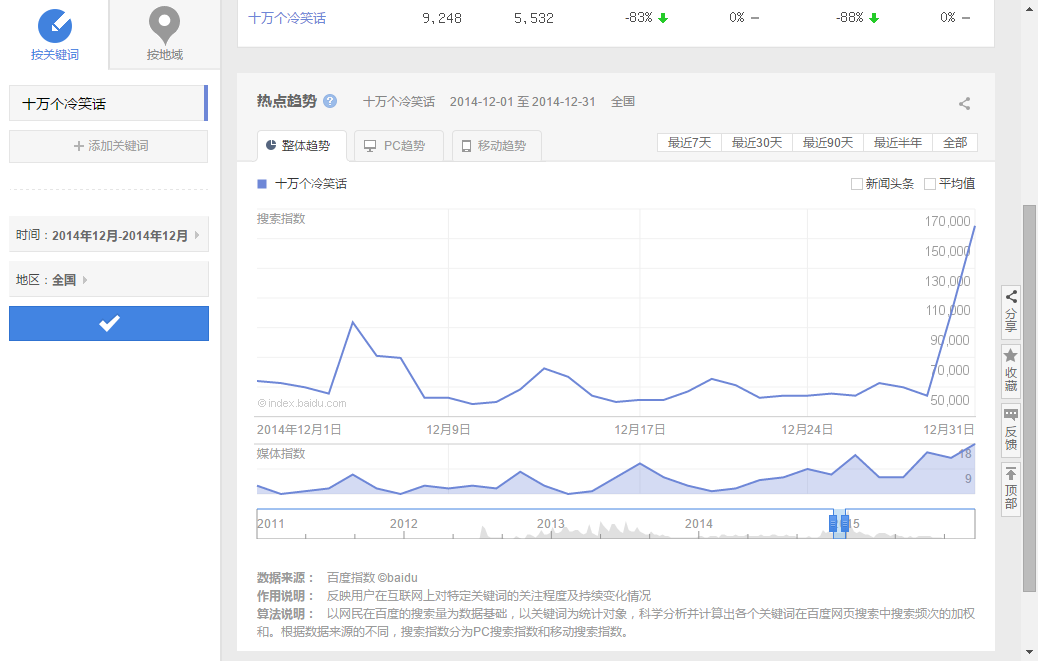 十万个冷笑话 9,248 5,532 -83% 0% -88% 0%
按关键词 按地域
十万个冷笑话
+ 添加关键词
时间：2014年12月-2014年12月
地区：全国
热点趋势 ? 十万个冷笑话 2014-12-01 至 2014-12-31 全国
整体趋势 PC趋势 移动趋势 最近7天 最近30天 最近90天 最近半年 全部
十万个冷笑话 新闻头条 平均值
搜索指数
170,000
150,000
130,000
110,000
90,000
70,000
50,000
© index.baidu.com
2014年12月1日 12月9日 12月17日 12月24日 12月31日
媒体指数
18
9
2011 2012 2013 2014 2015
数据来源： 百度指数 ©baidu
作用说明： 反映用户在互联网上对特定关键词的关注程度及持续变化情况
算法说明： 以网民在百度的搜索量为数据基础，以关键词为统计对象，科学分析并计算出各个关键词在百度网页搜索中搜索频次的加权
和。根据数据来源的不同，搜索指数分为PC搜索指数和移动搜索指数。
分享
收藏
反馈
顶部